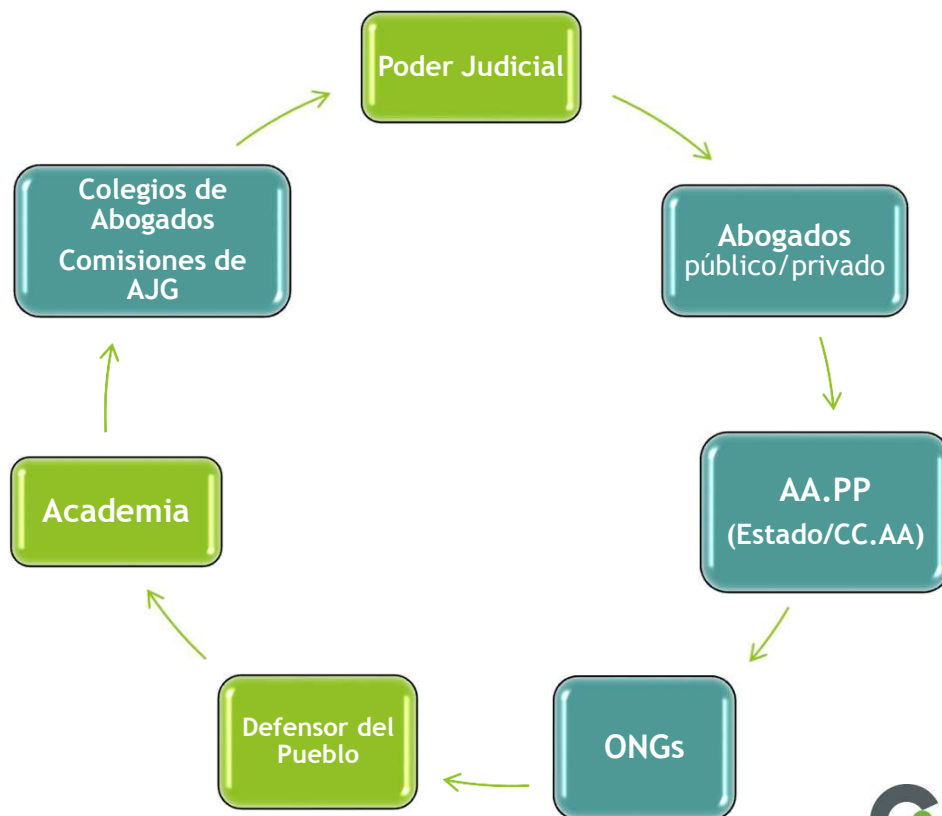 Poder Judicial
Abogados
público/privado
AA.PP
(Estado/CC.AA)
ONGs
Defensor del
Pueblo
Academia
Colegios de
Abogados
Comisiones de
AJG